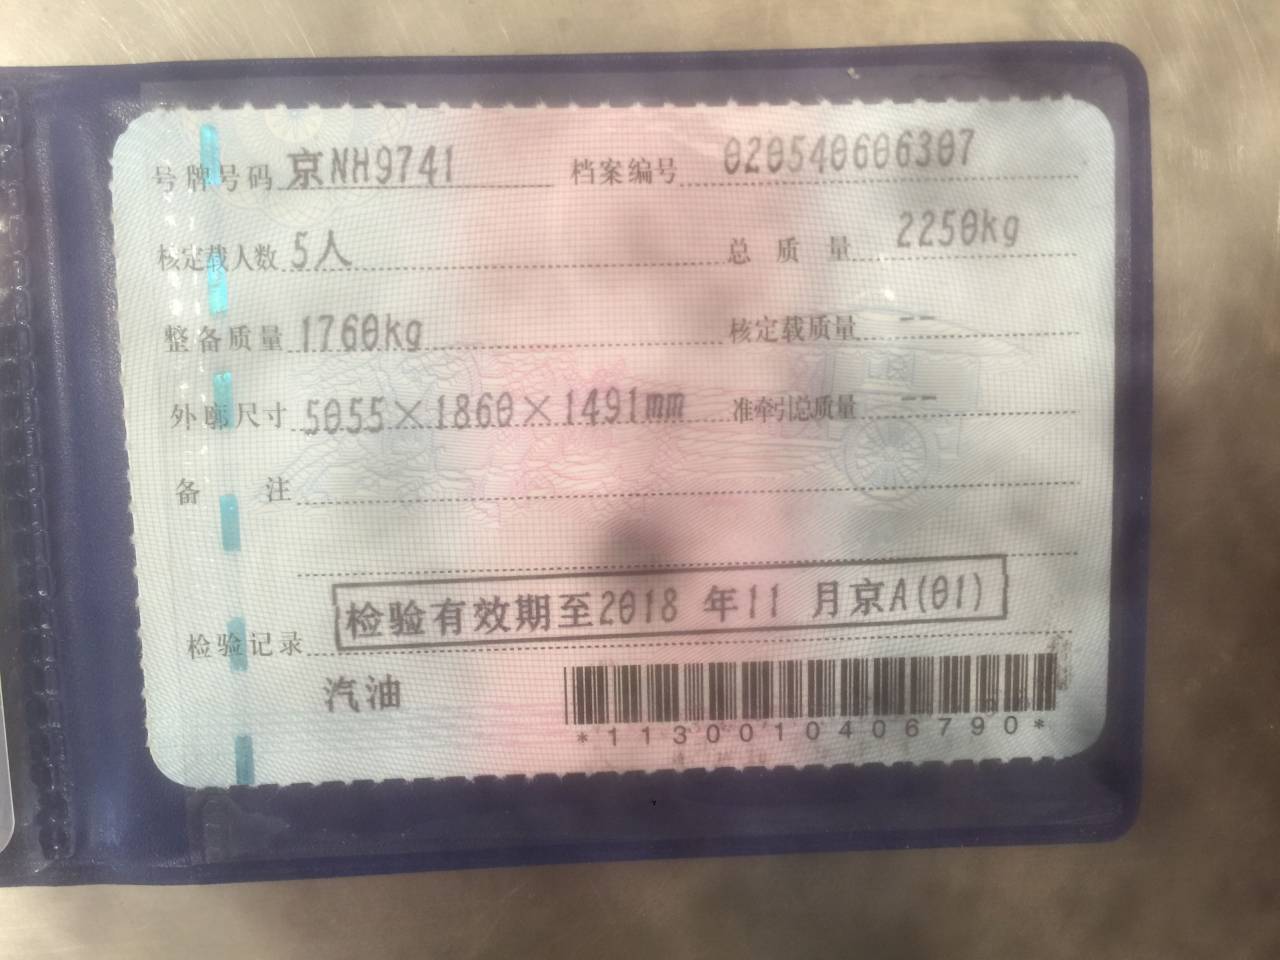 号牌号码 京NH9741 档案编号 020540606307
核定载人数 5人 总质量 2250kg
整备质量 1760kg 核定载质量 --
外廓尺寸 5055×1860×1491mm 准牵引总质量 --
备注
检验记录 检验有效期至2018年11月京A(01)
汽油
*1130010406790*